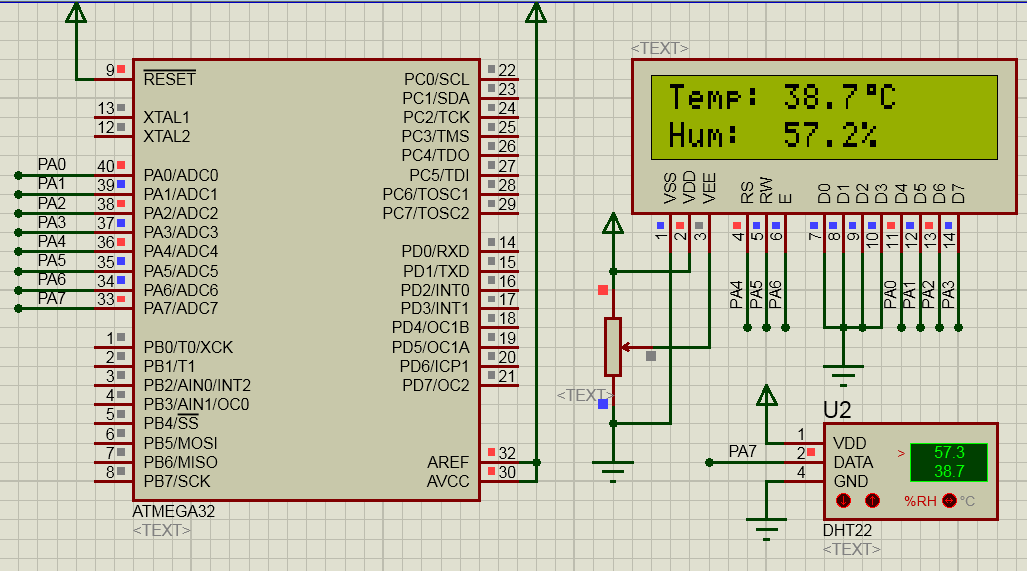 9 RESET PC0/SCL 22
PC1/SDA 23
13 XTAL1 PC2/TCK 24
12 XTAL2 PC3/TMS 25
PC4/TDO 26
PA0 40 PA0/ADC0 PC5/TDI 27
PA1 39 PA1/ADC1 PC6/TOSC1 28
PA2 38 PA2/ADC2 PC7/TOSC2 29
PA3 37 PA3/ADC3
PA4 36 PA4/ADC4 PD0/RXD 14
PA5 35 PA5/ADC5 PD1/TXD 15
PA6 34 PA6/ADC6 PD2/INT0 16
PA7 33 PA7/ADC7 PD3/INT1 17
PD4/OC1B 18
1 PB0/T0/XCK PD5/OC1A 19
2 PB1/T1 PD6/ICP1 20
3 PB2/AIN0/INT2 PD7/OC2 21
4 PB3/AIN1/OC0
5 PB4/SS
6 PB5/MOSI
7 PB6/MISO AREF 32
8 PB7/SCK AVCC 30
ATMEGA32
<TEXT>
<TEXT>
Temp: 38.7°C
Hum: 57.2%
VSS VDD VEE RS RW E D0 D1 D2 D3 D4 D5 D6 D7
1 2 3 4 5 6 7 8 9 10 11 12 13 14
PA4 PA5 PA6 PA0 PA1 PA2 PA3
<TEXT>
U2
1 VDD
PA7 2 DATA
4 GND
> 57.3
38.7
%RH °C
DHT22
<TEXT>